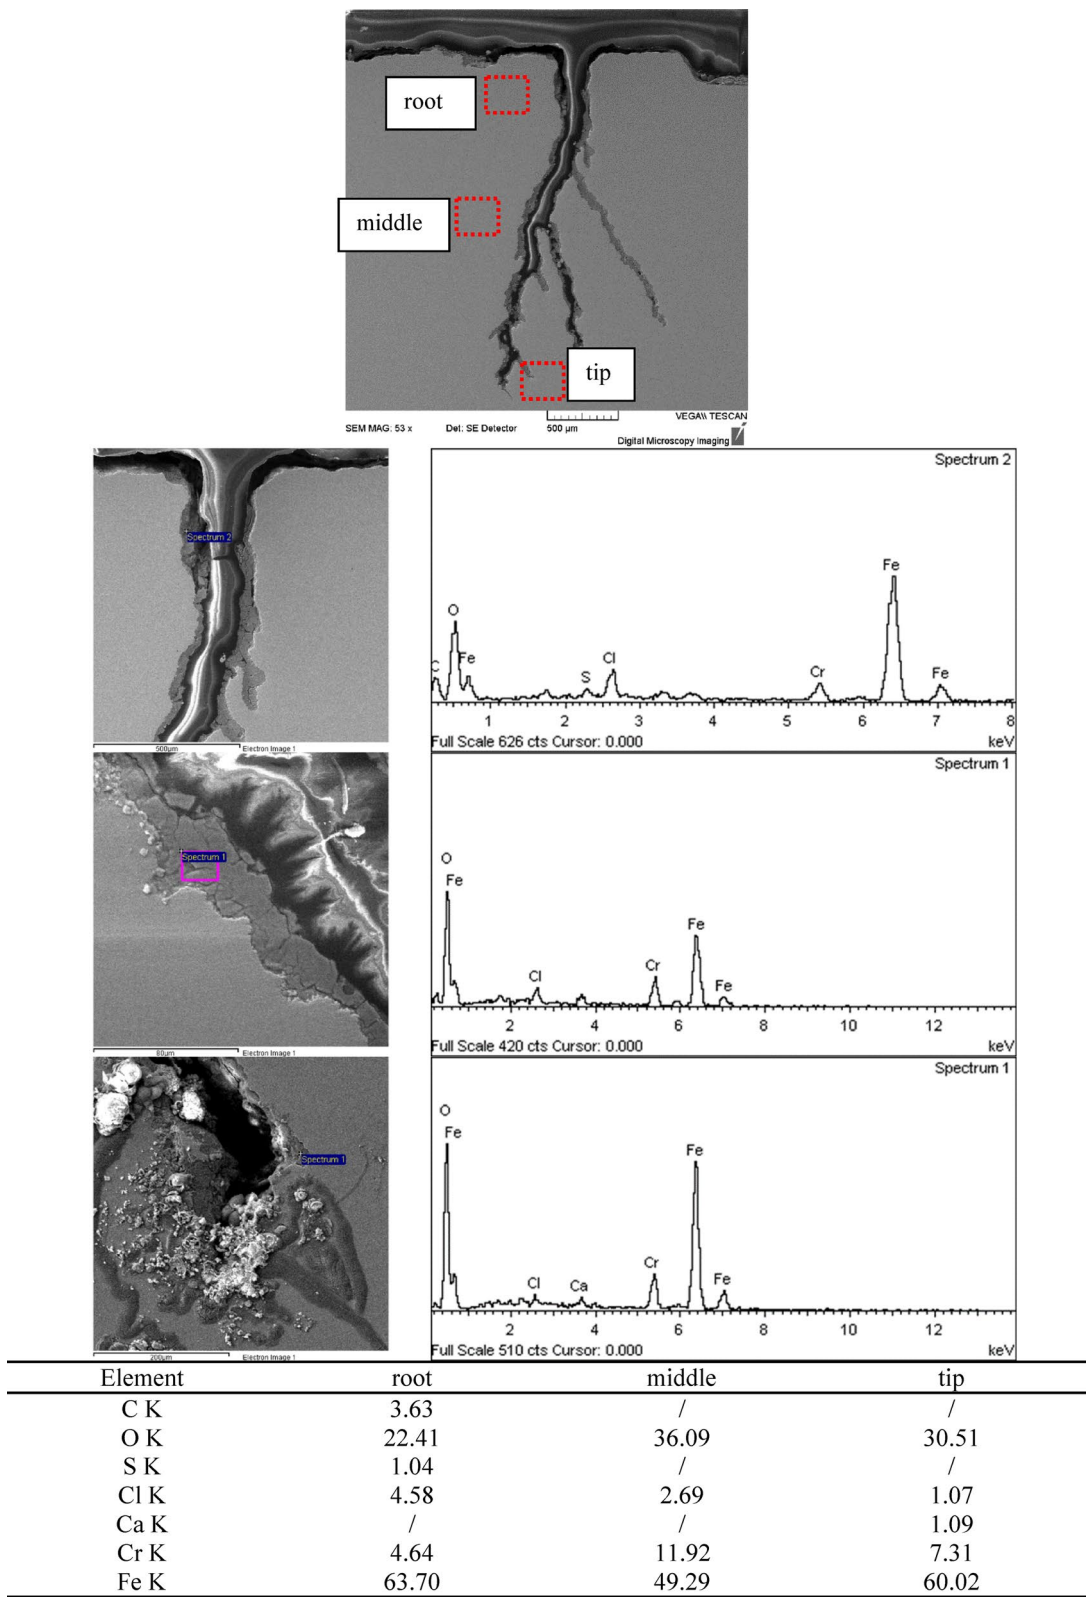 root
middle
tip
SEM MAG: 53 x Det: SE Detector 500 µm VEGA\\ TESCAN
Digital Microscopy Imaging
Spectrum 2
500µm Electron Image 1
Spectrum 2
C O Fe S Cl Cr Fe Fe
1 2 3 4 5 6 7 8
Full Scale 626 cts Cursor: 0.000 keV
Spectrum 1
80µm Electron Image 1
Spectrum 1
O Fe Cl Cr Fe Fe
2 4 6 8 10 12
Full Scale 420 cts Cursor: 0.000 keV
Spectrum 1
200µm Electron Image 1
Spectrum 1
O Fe Cl Ca Cr Fe Fe
2 4 6 8 10 12
Full Scale 510 cts Cursor: 0.000 keV
Element root middle tip
C K 3.63 / /
O K 22.41 36.09 30.51
S K 1.04 / /
Cl K 4.58 2.69 1.07
Ca K / / 1.09
Cr K 4.64 11.92 7.31
Fe K 63.70 49.29 60.02